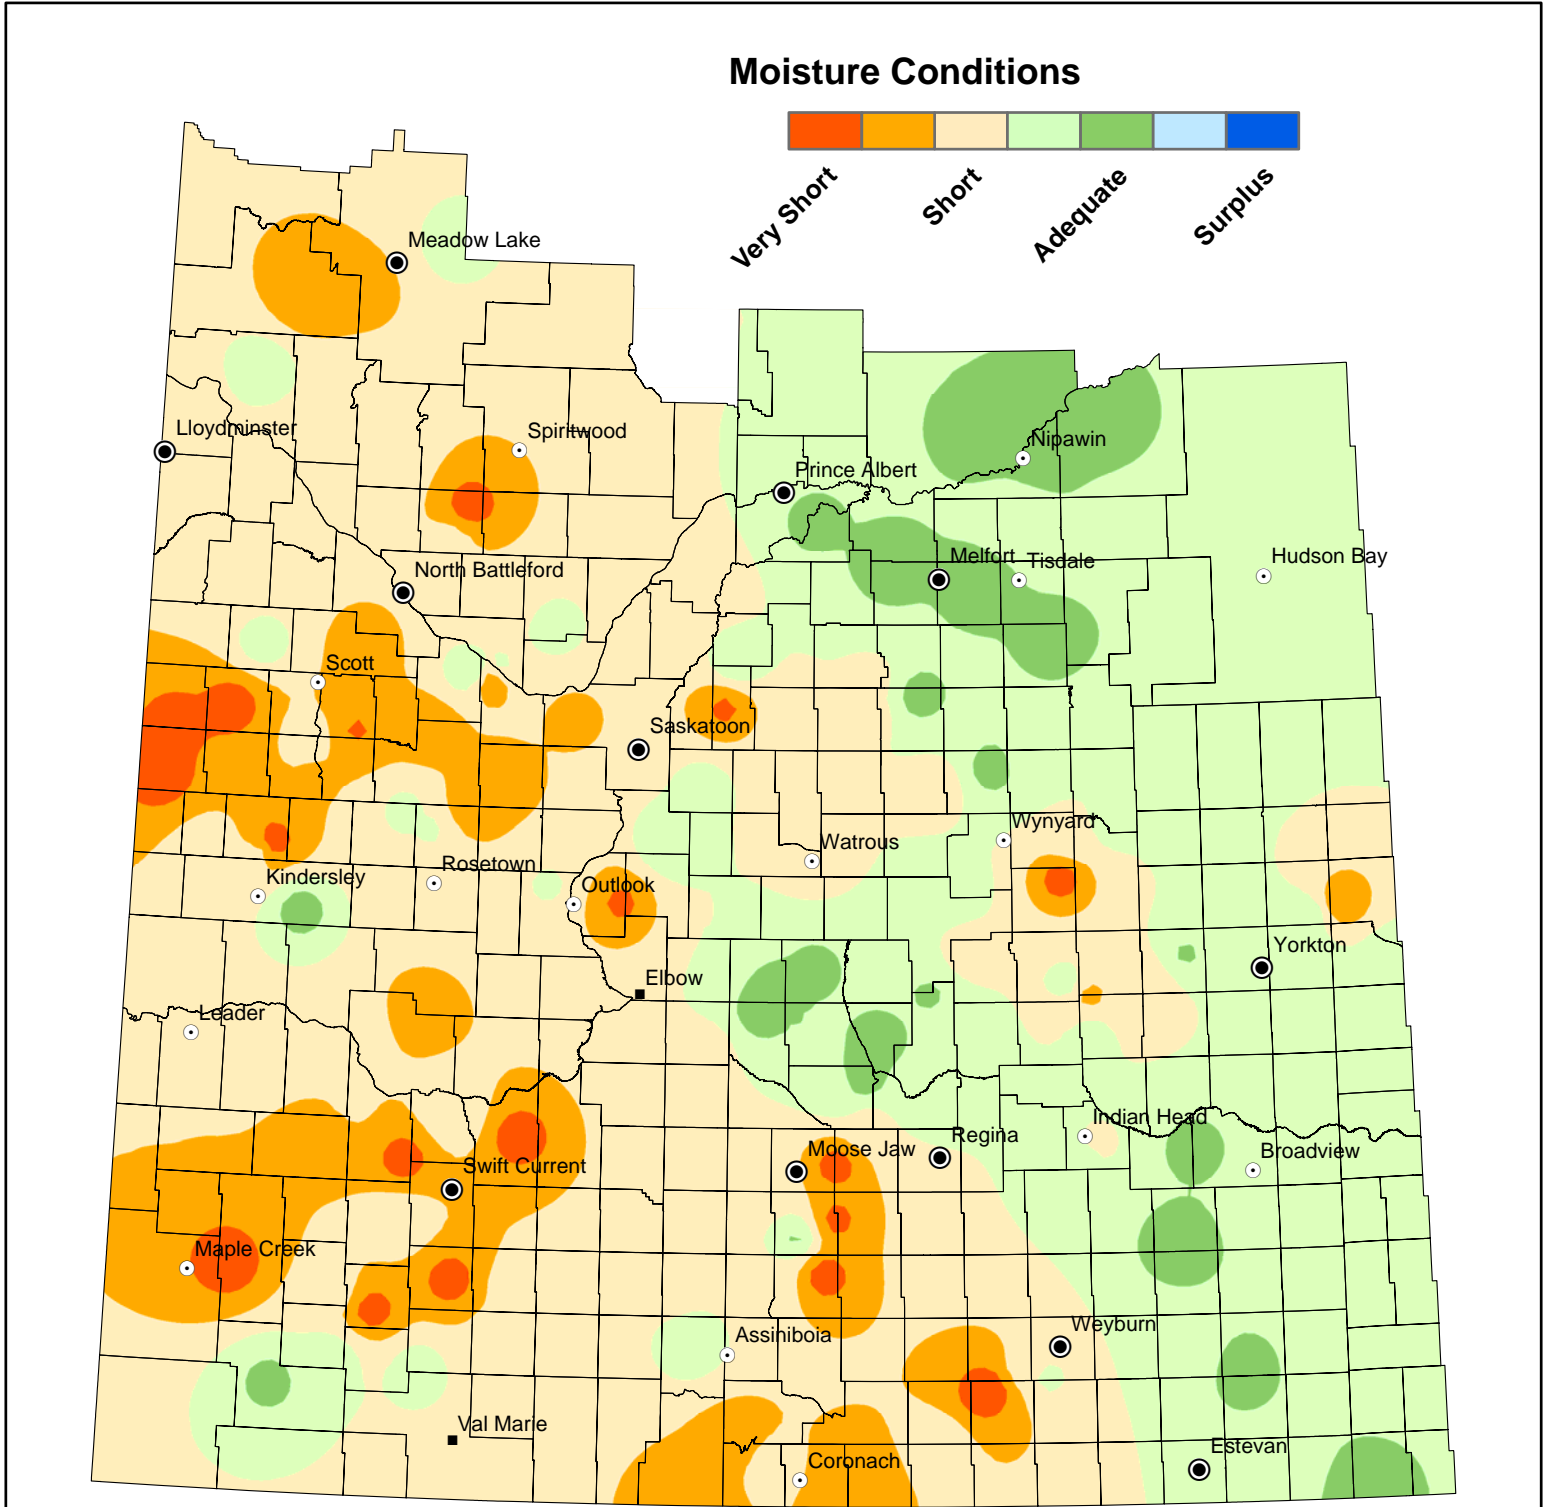 Moisture Conditions
Very Short
Short
Adequate
Surplus
Meadow Lake
Lloydminster
Spiritwood
Nipawin
Prince Albert
Melfort
Tisdale
Hudson Bay
North Battleford
Scott
Saskatoon
Wynyard
Watrous
Rosetown
Kindersley
Outlook
Yorkton
Elbow
Leader
Indian Head
Regina
Moose Jaw
Broadview
Swift Current
Maple Creek
Weyburn
Assiniboia
Val Marie
Estevan
Coronach